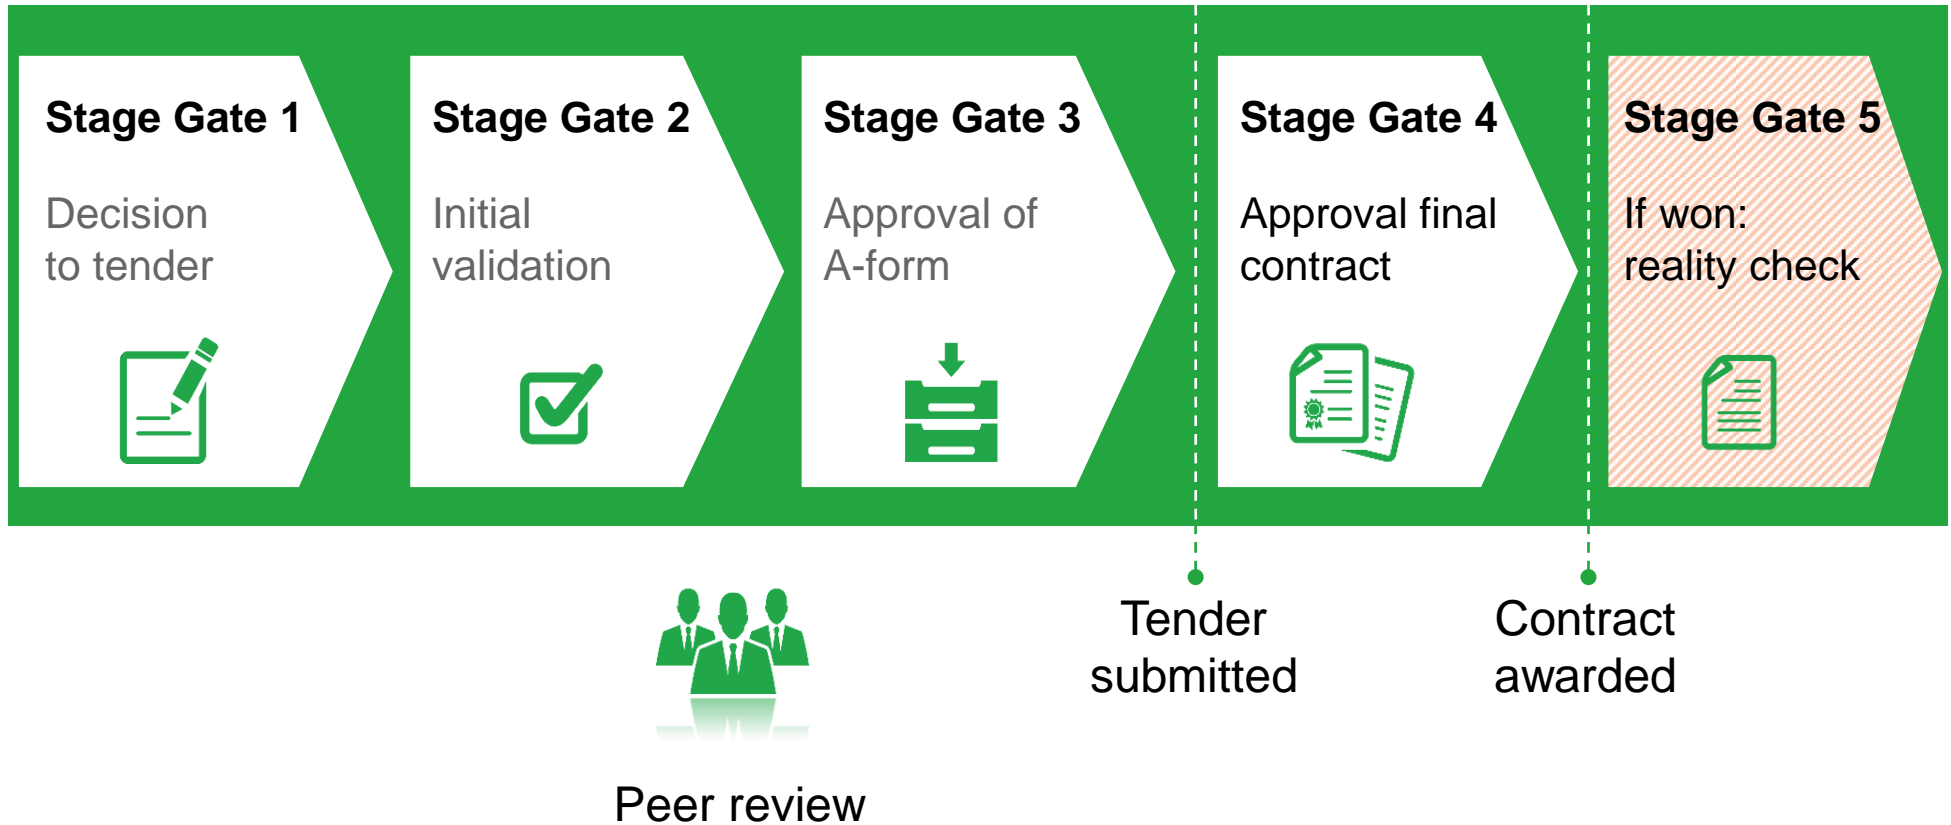 Stage Gate 1
Decision
to tender
Stage Gate 2
Initial
validation
Stage Gate 3
Approval of
A-form
Stage Gate 4
Approval final
contract
Stage Gate 5
If won:
reality check
Peer review
Tender
submitted
Contract
awarded